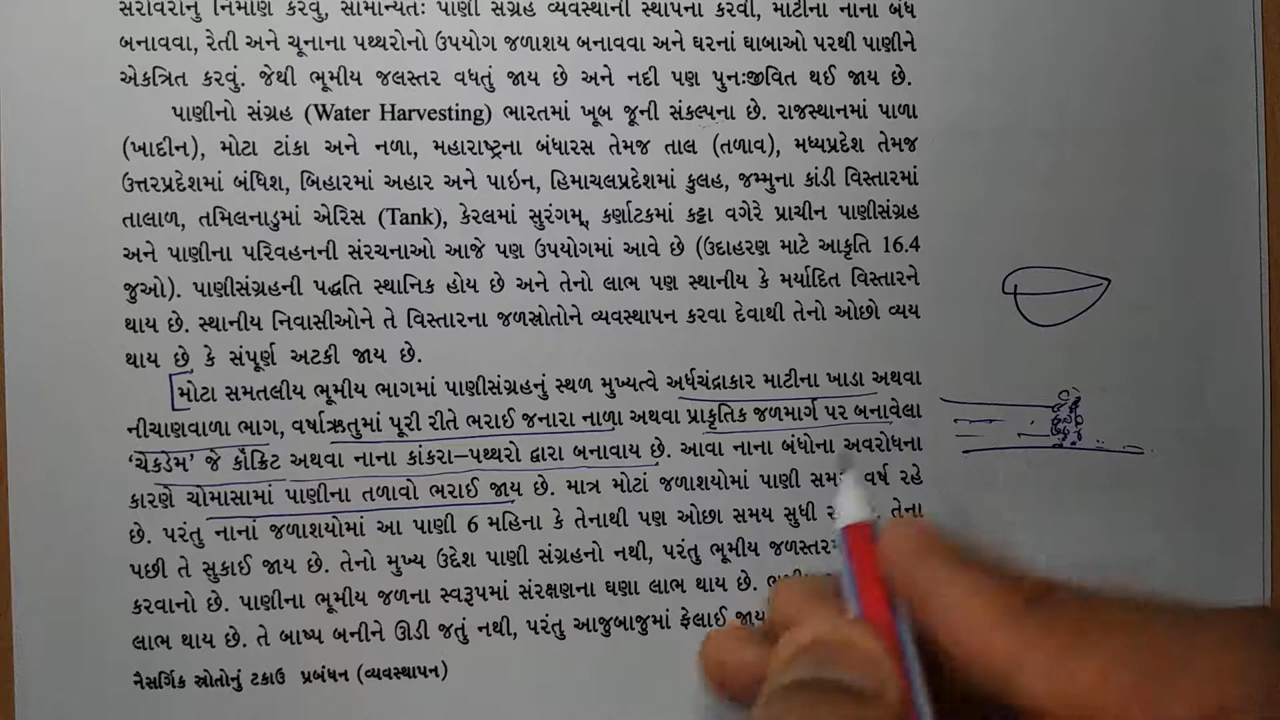 સરોવરોનું નિર્માણ કરવું, સામાન્યતઃ પાણી સંગ્રહ વ્યવસ્થાની સ્થાપના કરવી, માટીના નાના બંધ
બનાવવા, રેતી અને ચૂનાના પથ્થરોનો ઉપયોગ જળાશય બનાવવા અને ઘરનાં ધાબાઓ પરથી પાણીને
એકત્રિત કરવું. જેથી ભૂમીય જલસ્તર વધતું જાય છે અને નદી પણ પુનઃજીવિત થઈ જાય છે.
પાણીનો સંગ્રહ (Water Harvesting) ભારતમાં ખૂબ જૂની સંકલ્પના છે. રાજસ્થાનમાં પાળા
(ખાદીન), મોટા ટાંકા અને નળા, મહારાષ્ટ્રના બંધારસ તેમજ તાલ (તળાવ), મધ્યપ્રદેશ તેમજ
ઉત્તરપ્રદેશમાં બંધિશ, બિહારમાં અહાર અને પાઇન, હિમાચલપ્રદેશમાં કુલહ, જમ્મુના કાંડી વિસ્તારમાં
તાલાળ, તમિલનાડુમાં એરિસ (Tank), કેરલમાં સુરંગમ્, કર્ણાટકમાં કટ્ટા વગેરે પ્રાચીન પાણીસંગ્રહ
અને પાણીના પરિવહનની સંરચનાઓ આજે પણ ઉપયોગમાં આવે છે (ઉદાહરણ માટે આકૃતિ 16.4
જુઓ). પાણીસંગ્રહની પદ્ધતિ સ્થાનિક હોય છે અને તેનો લાભ પણ સ્થાનીય કે મર્યાદિત વિસ્તારને
થાય છે. સ્થાનીય નિવાસીઓને તે વિસ્તારના જળસ્રોતોને વ્યવસ્થાપન કરવા દેવાથી તેનો ઓછો વ્યય
થાય છે કે સંપૂર્ણ અટકી જાય છે.
મોટા સમતલીય ભૂમીય ભાગમાં પાણીસંગ્રહનું સ્થળ મુખ્યત્વે અર્ધચંદ્રાકાર માટીના ખાડા અથવા
નીચાણવાળા ભાગ, વર્ષાઋતુમાં પૂરી રીતે ભરાઈ જનારા નાળા અથવા પ્રાકૃતિક જળમાર્ગ પર બનાવેલા
‘ચેકડેમ’ જે કૉંક્રિટ અથવા નાના કાંકરા–પથ્થરો દ્વારા બનાવાય છે. આવા નાના બંધોના અવરોધના
કારણે ચોમાસામાં પાણીના તળાવો ભરાઈ જાય છે. માત્ર મોટાં જળાશયોમાં પાણી વર્ષ રહે
છે. પરંતુ નાનાં જળાશયોમાં આ પાણી 6 મહિના કે તેનાથી પણ ઓછા સમય સુધી તેના
પછી તે સુકાઈ જાય છે. તેનો મુખ્ય ઉદ્દેશ પાણી સંગ્રહનો નથી, પરંતુ ભૂમીય
કરવાનો છે. પાણીના ભૂમીય જળના સ્વરૂપમાં સંરક્ષણના ઘણા લાભ થાય છે.
લાભ થાય છે. તે બાષ્પ બનીને ઊડી જતું નથી, પરંતુ આજુબાજુમાં ફેલાઈ જાય
નૈસર્ગિક સ્રોતોનું ટકાઉ પ્રબંધન (વ્યવસ્થાપન)